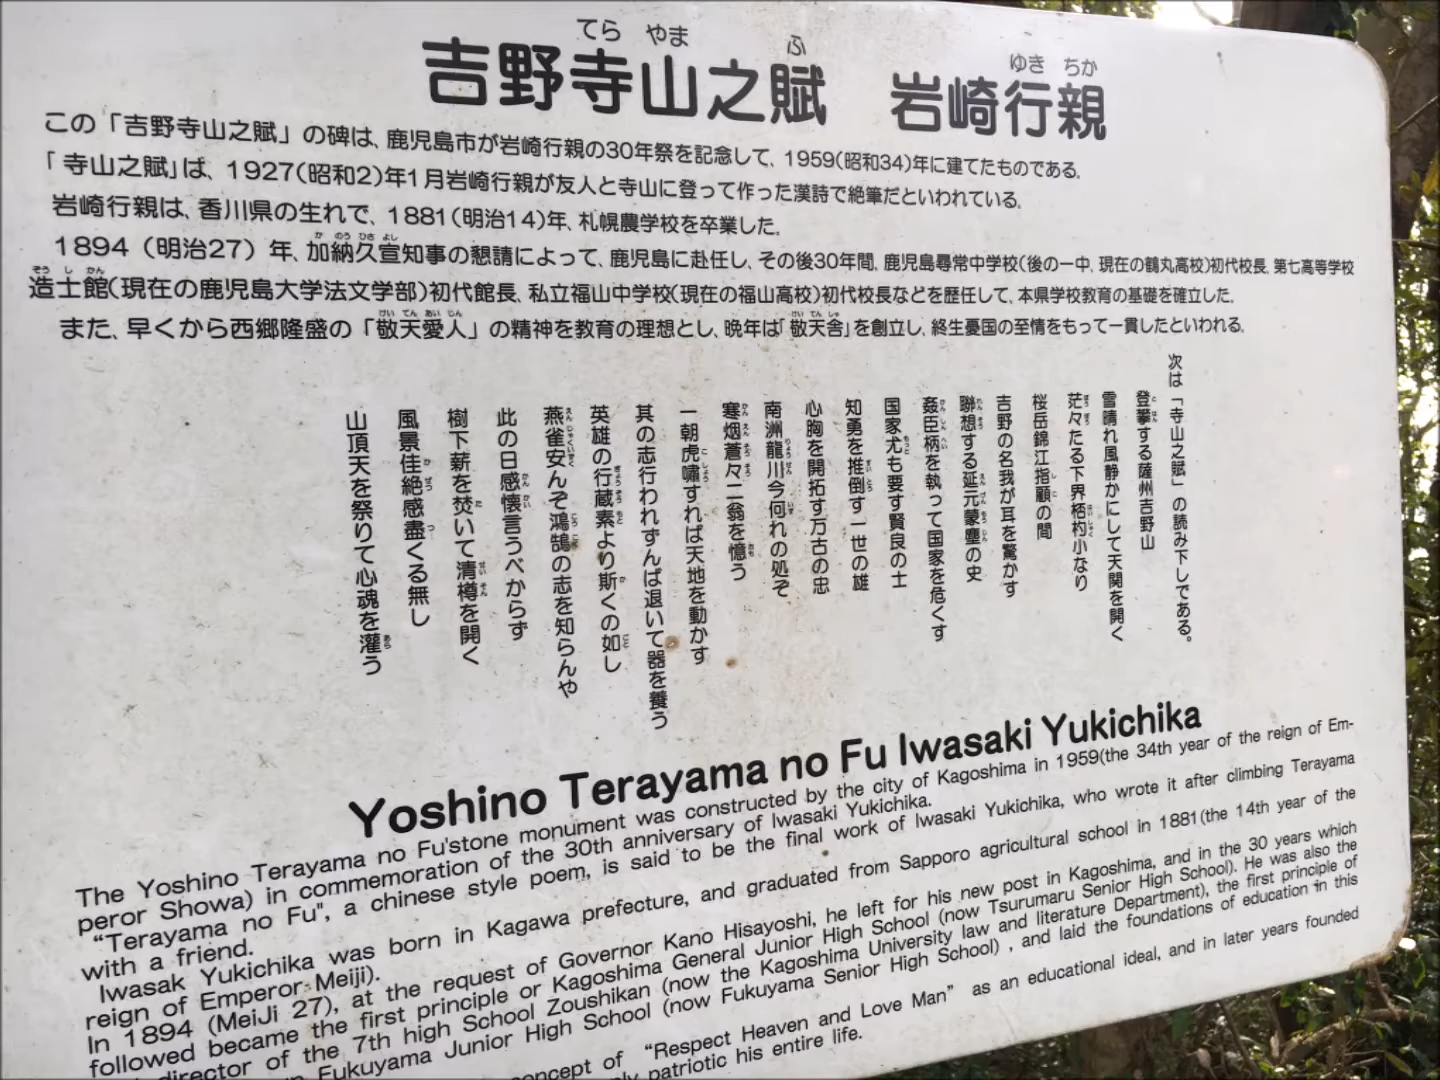 てら やま ふ ゆき ちか
吉野寺山之賦 岩崎行親
この「吉野寺山之賦」の碑は、鹿児島市が岩崎行親の30年祭を記念して、1959(昭和34)年に建てたものである。
「寺山之賦」ば、1927(昭和2)年1月岩崎行親が友人と寺山に登って作った漢詩で絶筆だといわれている。
岩崎行親は、香川県の生れで、1881(明治14)年、札幌農学校を卒業した。
か のう ひさ よし
1894(明治27)年、加納久宣知事の懇請によって、鹿児島に赴任し、その後30年間、鹿児島尋常中学校(後の一中、現在の鶴丸高校)初代校長、第七高等学校
ぞう し かん
造士館(現在の鹿児島大学法文学部)初代館長、私立福山中学校(現在の福山高校)初代校長などを歴任して、本県学校教育の基礎を確立した。
けい てん あい じん けい てん しゃ
また、早くから西郷隆盛の「敬天愛人」の精神を教育の理想とし、晩年は「敬天舎」を創立し、終生憂国の至情をもって一貫したといわれる。
次は「寺山之賦」の読み下しである。
登攀する薩州吉野山
雪晴れ風静かにして天関を開く
茫々たる下界栖杓小なり
桜岳錦江指顧の間
吉野の名我が耳を驚かす
聯想する延元蒙塵の史
姦臣柄を執って国家を危くす
国家尤も要す賢良の士
知勇を推倒す一世の雄
心胸を開拓す万古の忠
南洲龍川今何れの処ぞ
寒烟蒼々二翁を憶う
一朝虎嘯すれば天地を動かす
其の志行われずんば退いて器を養う
英雄の行蔵素より斯くの如し
燕雀安んぞ鴻鵠の志を知らんや
此の日感懐言うべからず
樹下薪を焚いて清樽を開く
風景佳絶感盡くる無し
山頂天を祭りて心魂を灌う
Yoshino Terayama no Fu Iwasaki Yukichika
The Yoshino Terayama no Fu'stone monument was constructed by the city of Kagoshima in 1959(the 34th year of the reign of Em-
peror Showa) in commemoration of the 30th anniversary of Iwasaki Yukichika.
"Terayama no Fu", a chinese style poem, is said to be the final work of Iwasaki Yukichika, who wrote it after climbing Terayama
with a friend.
Iwasak Yukichika was born in Kagawa prefecture, and graduated from Sapporo agricultural school in 1881(the 14th year of the
reign of Emperor Meiji).
In 1894 (MeiJi 27), at the request of Governor Kano Hisayoshi, he left for his new post in Kagoshima, and in the 30 years which
followed became the first principle or Kagoshima General Junior High School (now Tsurumaru Senior High School). He was also the
director of the 7th high School Zoushikan (now the Kagoshima University law and literature Department), the first principle of
Fukuyama Junior High School (now Fukuyama Senior High School) , and laid the foundations of education in this
concept of "Respect Heaven and Love Man" as an educational ideal, and in later years founded
patriotic his entire life.